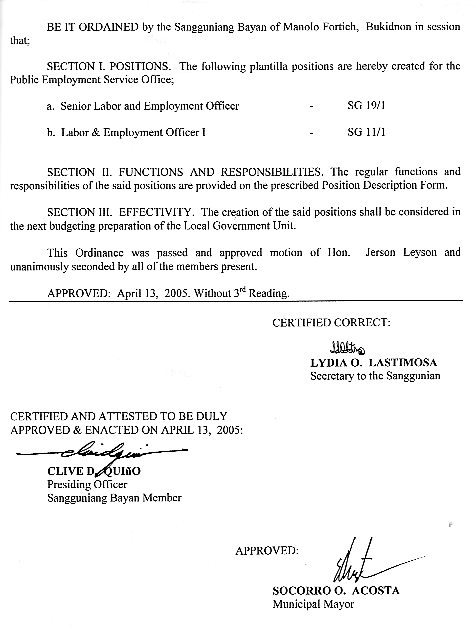 BE IT ORDAINED by the Sangguniang Bayan of Manolo Fortich, Bukidnon in session
that;
SECTION I. POSITIONS. The following plantilla positions are hereby created for the
Public Employment Service Office;
a. Senior Labor and Employment Officer - SG 19/1
b. Labor & Employment Officer I - SG 11/1
SECTION II. FUNCTIONS AND RESPONSIBILITIES. The regular functions and
responsibilities of the said positions are provided on the prescribed Position Description Form.
SECTION III. EFFECTIVITY. The creation of the said positions shall be considered in
the next budgeting preparation of the Local Government Unit.
This Ordinance was passed and approved motion of Hon. Jerson Leyson and
unanimously seconded by all of the members present.
APPROVED: April 13, 2005. Without 3rd Reading.
CERTIFIED CORRECT:
LYDIA O. LASTIMOSA
Secretary to the Sanggunian
CERTIFIED AND ATTESTED TO BE DULY
APPROVED & ENACTED ON APRIL 13, 2005:
CLIVE D. QUIÑO
Presiding Officer
Sangguniang Bayan Member
APPROVED:
SOCORRO O. ACOSTA
Municipal Mayor